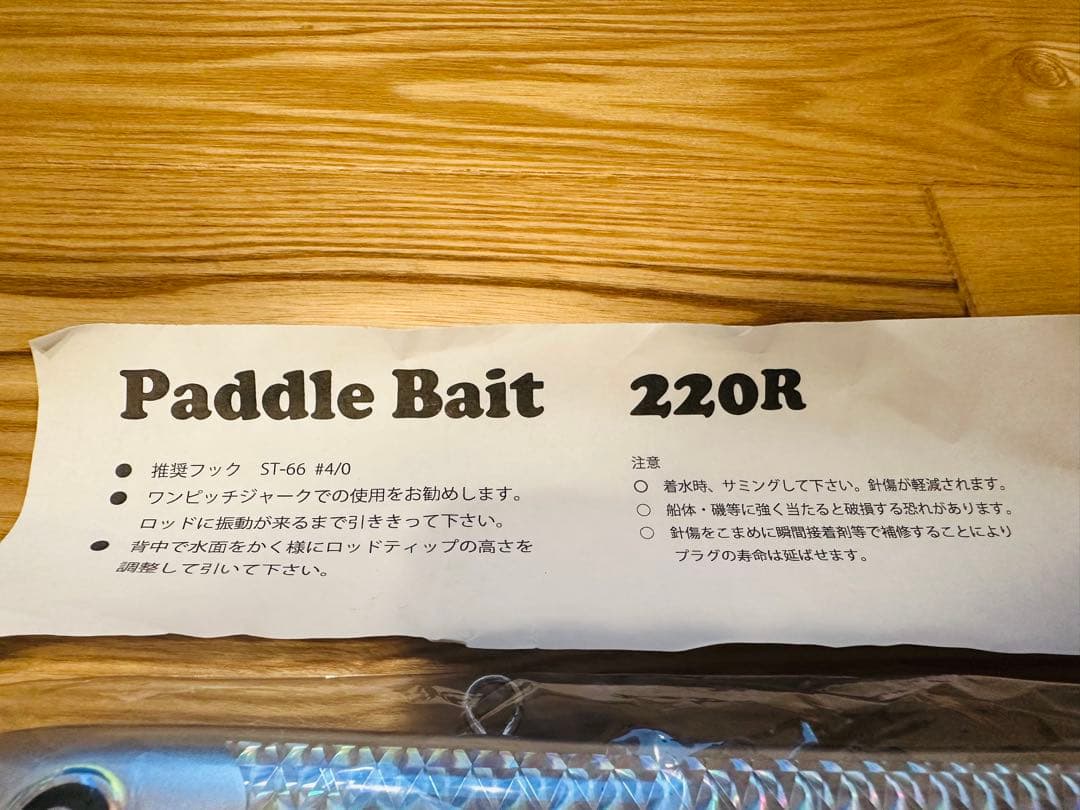 Paddle Bait 220R
● 推奨フック ST-66 #4/0
● ワンピッチジャークでの使用をお勧めします。
ロッドに振動が来るまで引ききって下さい。
● 背中で水面をかく様にロッドティップの高さを
調整して引いて下さい。
注意
○ 着水時、サミングして下さい。針傷が軽減されます。
○ 船体・磯等に強く当たると破損する恐れがあります。
○ 針傷をこまめに瞬間接着剤等で補修することにより
プラグの寿命は延ばせます。